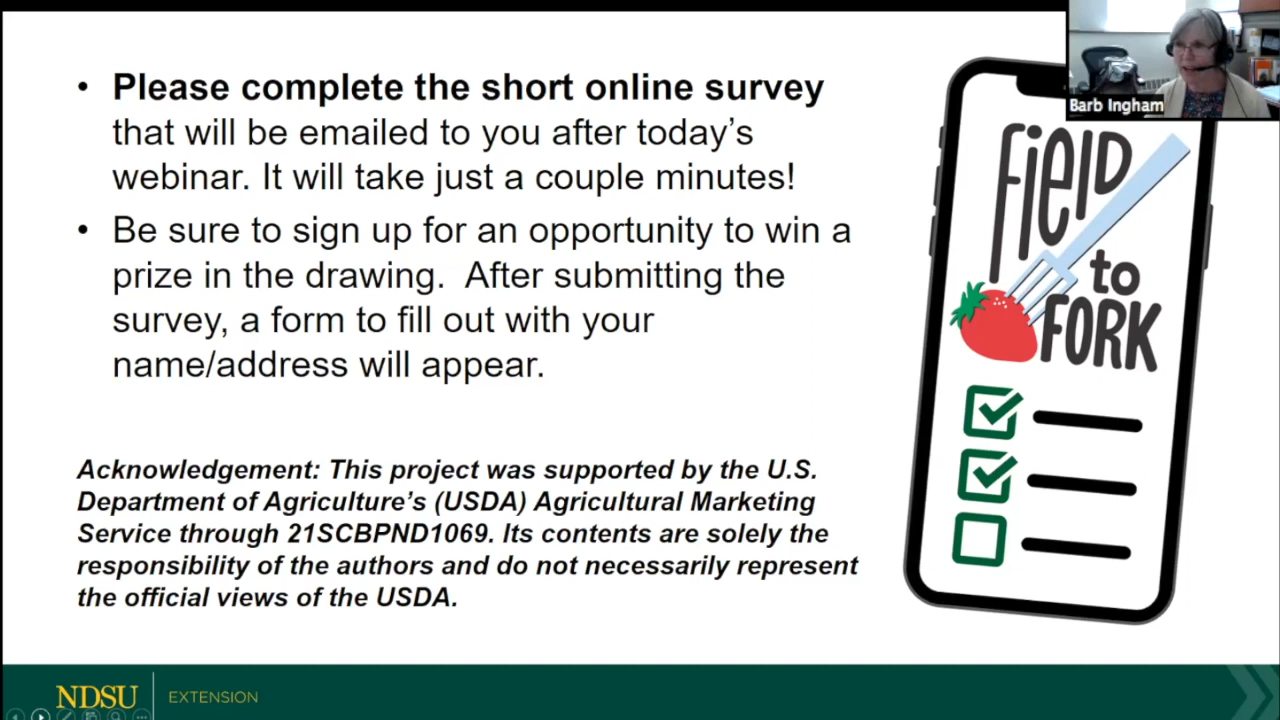 • Please complete the short online survey
that will be emailed to you after today’s
webinar. It will take just a couple minutes!
• Be sure to sign up for an opportunity to win a
prize in the drawing.  After submitting the
survey, a form to fill out with your
name/address will appear.
Acknowledgement: This project was supported by the U.S.
Department of Agriculture’s (USDA) Agricultural Marketing
Service through 21SCBPND1069. Its contents are solely the
responsibility of the authors and do not necessarily represent
the official views of the USDA.
Barb Ingham
FiElD
to
FORK
NDSU
EXTENSION